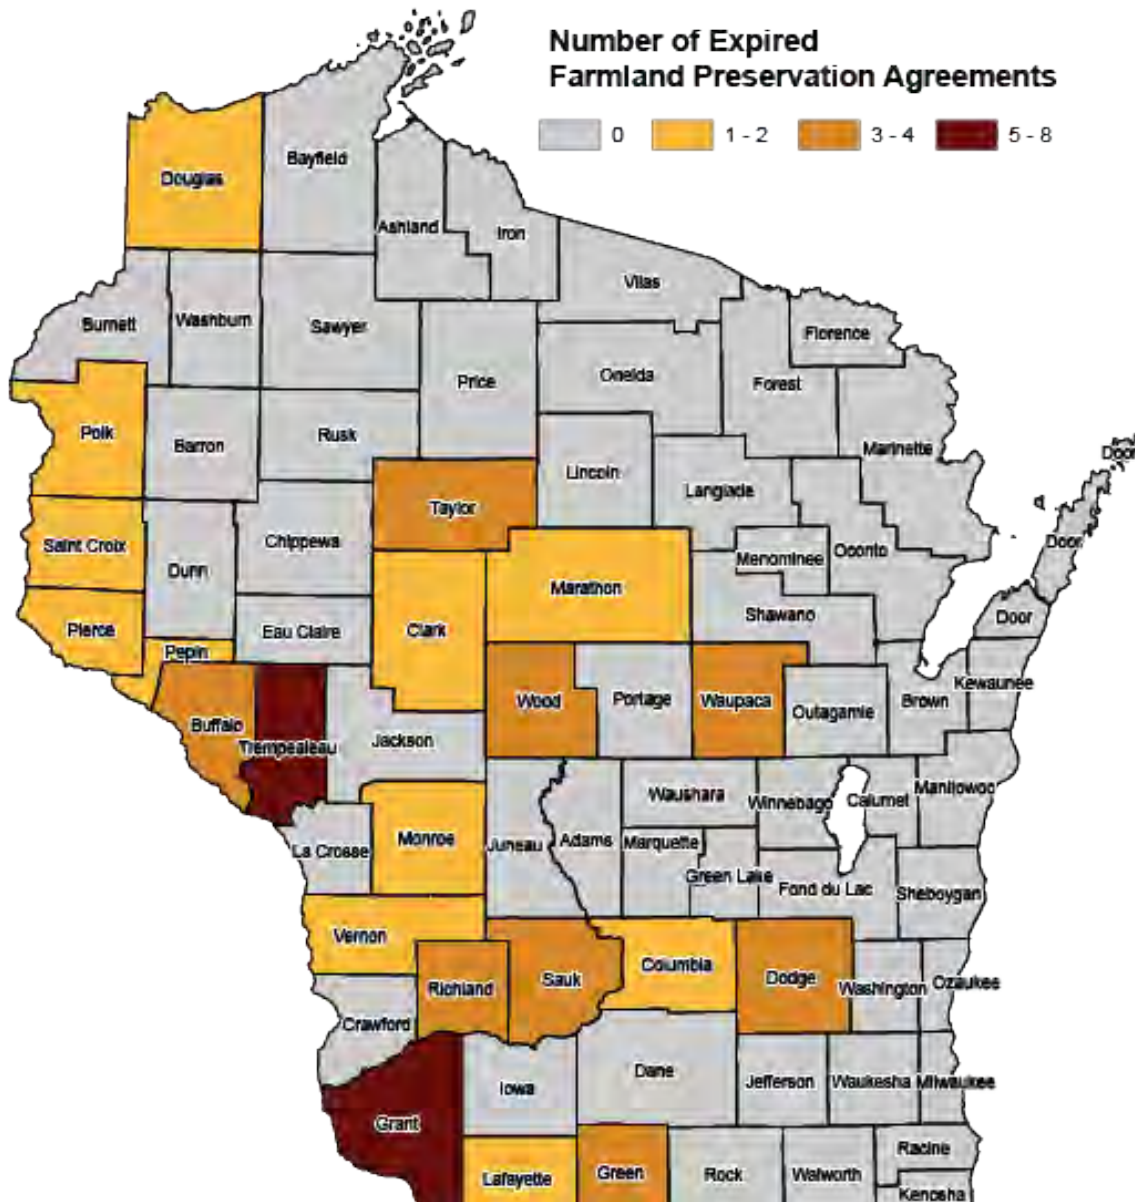 Number of Expired
Farmland Preservation Agreements
0 1 - 2 3 - 4 5 - 8
Bayfield
Douglas
Ashland
Iron
Vilas
Burnett
Washburn
Sawyer
Florence
Price
Oneida
Forest
Polk
Barron
Rusk
Marinette
Door
Lincoln
Langlade
Taylor
Saint Croix
Chippewa
Door
Oconto
Menominee
Dunn
Marathon
Shawano
Door
Pierce
Eau Claire
Clark
Pepin
Kewaunee
Wood
Portage
Waupaca
Brown
Outagamie
Buffalo
Trempealeau
Jackson
Manitowoc
Waushara
Winnebago
Calumet
Monroe
Juneau
Adams
Marquette
La Crosse
Green Lake
Fond du Lac
Sheboygan
Vernon
Columbia
Sauk
Dodge
Richland
Washington
Ozaukee
Crawford
Dane
Iowa
Jefferson
Waukesha
Milwaukee
Grant
Racine
Lafayette
Green
Rock
Walworth
Kenosha